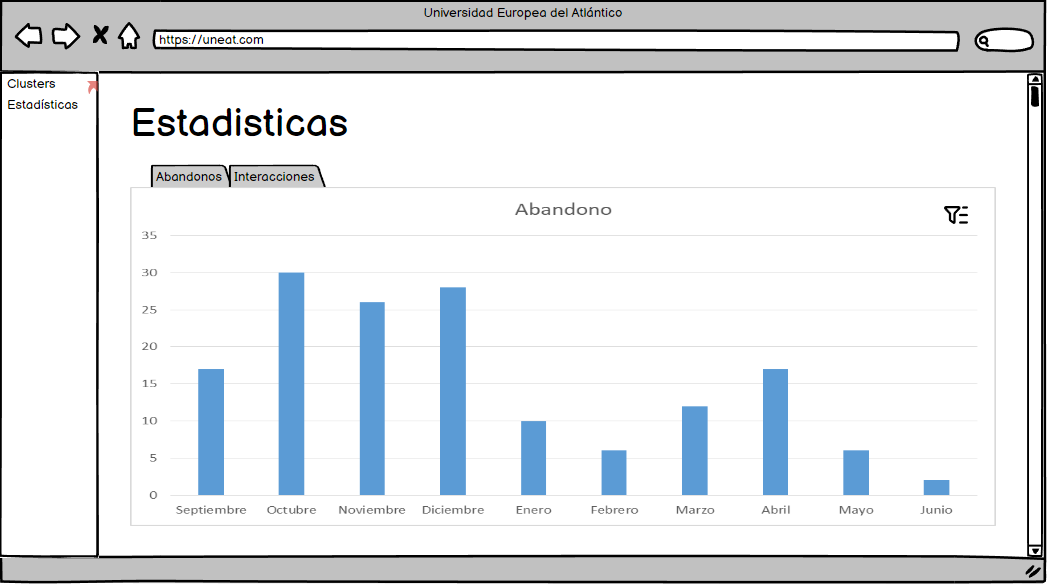 Universidad Europea del Atlántico
https://uneat.com
Clusters
Estadísticas
Estadisticas
Abandonos Interacciones
Abandono
35
30
25
20
15
10
5
0
Septiembre Octubre Noviembre Diciembre Enero Febrero Marzo Abril Mayo Junio